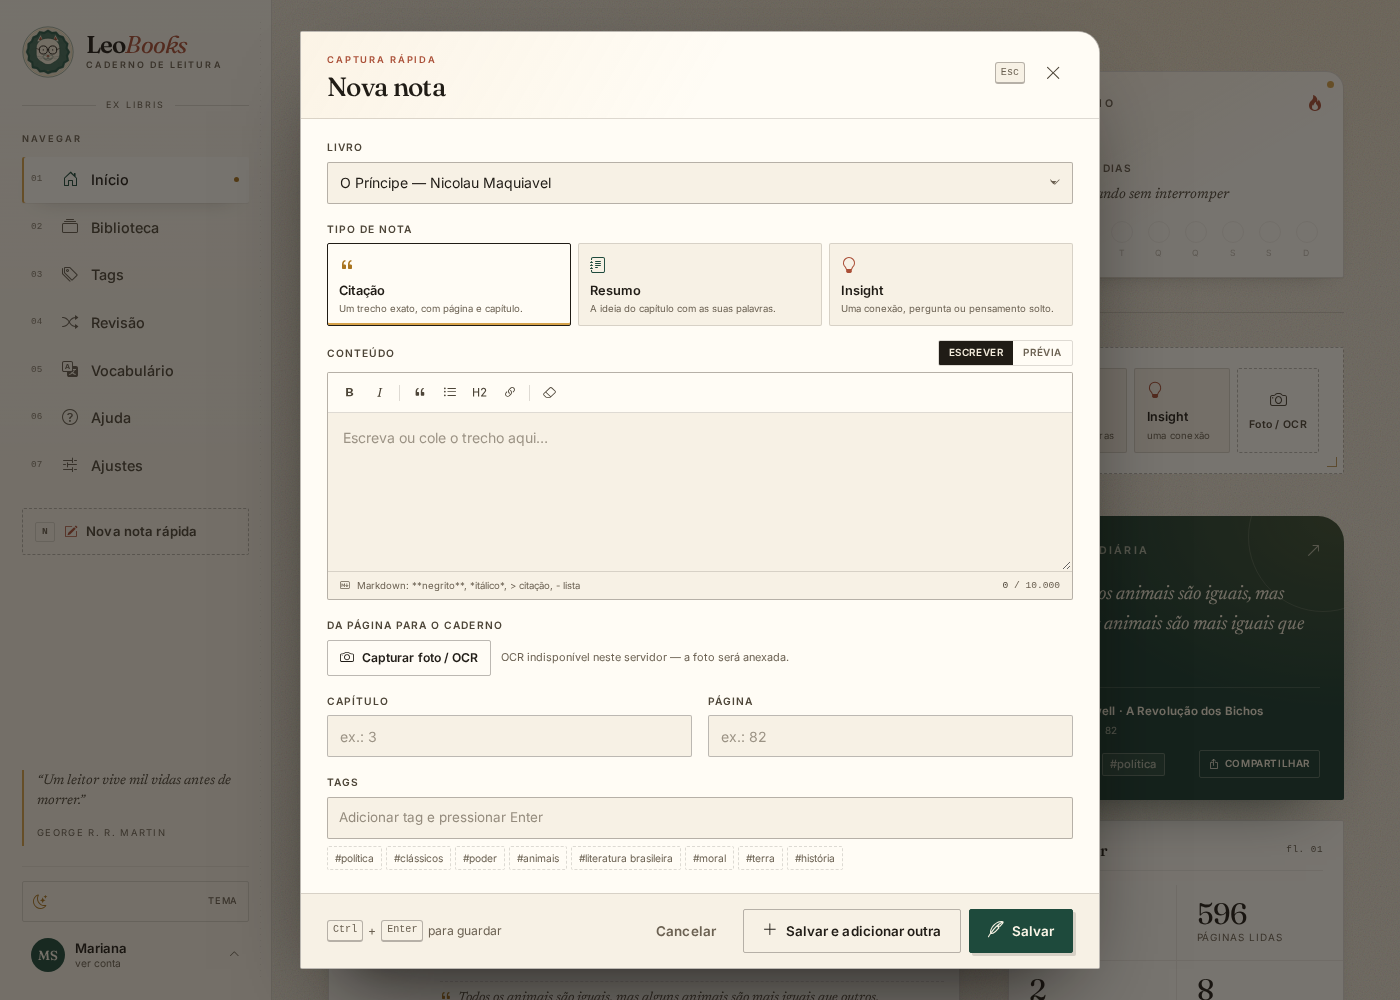 LeoBooks
CADERNO DE LEITURA
EX LIBRIS
NAVEGAR
01 Início
02 Biblioteca
03 Tags
04 Revisão
05 Vocabulário
06 Ajuda
07 Ajustes
N Nova nota rápida
“Um leitor vive mil vidas antes de
morrer.”
GEORGE R. R. MARTIN
TEMA
MS Mariana
ver conta
CAPTURA RÁPIDA
Nova nota
Esc
LIVRO
O Príncipe — Nicolau Maquiavel
TIPO DE NOTA
Citação
Um trecho exato, com página e capítulo.
Resumo
A ideia do capítulo com as suas palavras.
Insight
Uma conexão, pergunta ou pensamento solto.
CONTEÚDO
ESCREVER PRÉVIA
B I H2
Escreva ou cole o trecho aqui...
Markdown: **negrito**, *itálico*, > citação, - lista
0 / 10.000
DA PÁGINA PARA O CADERNO
Capturar foto / OCR
OCR indisponível neste servidor — a foto será anexada.
CAPÍTULO
ex.: 3
PÁGINA
ex.: 82
TAGS
Adicionar tag e pressionar Enter
#política #clássicos #poder #animais #literatura brasileira #moral #terra #história
Ctrl + Enter para guardar
Cancelar
Salvar e adicionar outra
Salvar
DIAS
sem interromper
T Q Q S S D
Insight
uma conexão
Foto / OCR
DIÁRIA
os animais são iguais, mas
animais são mais iguais que
· A Revolução dos Bichos
82
#política
COMPARTILHAR
fl. 01
596
PÁGINAS LIDAS
2
8
Todos os animais são iguais, mas alguns animais são mais iguais que outros.